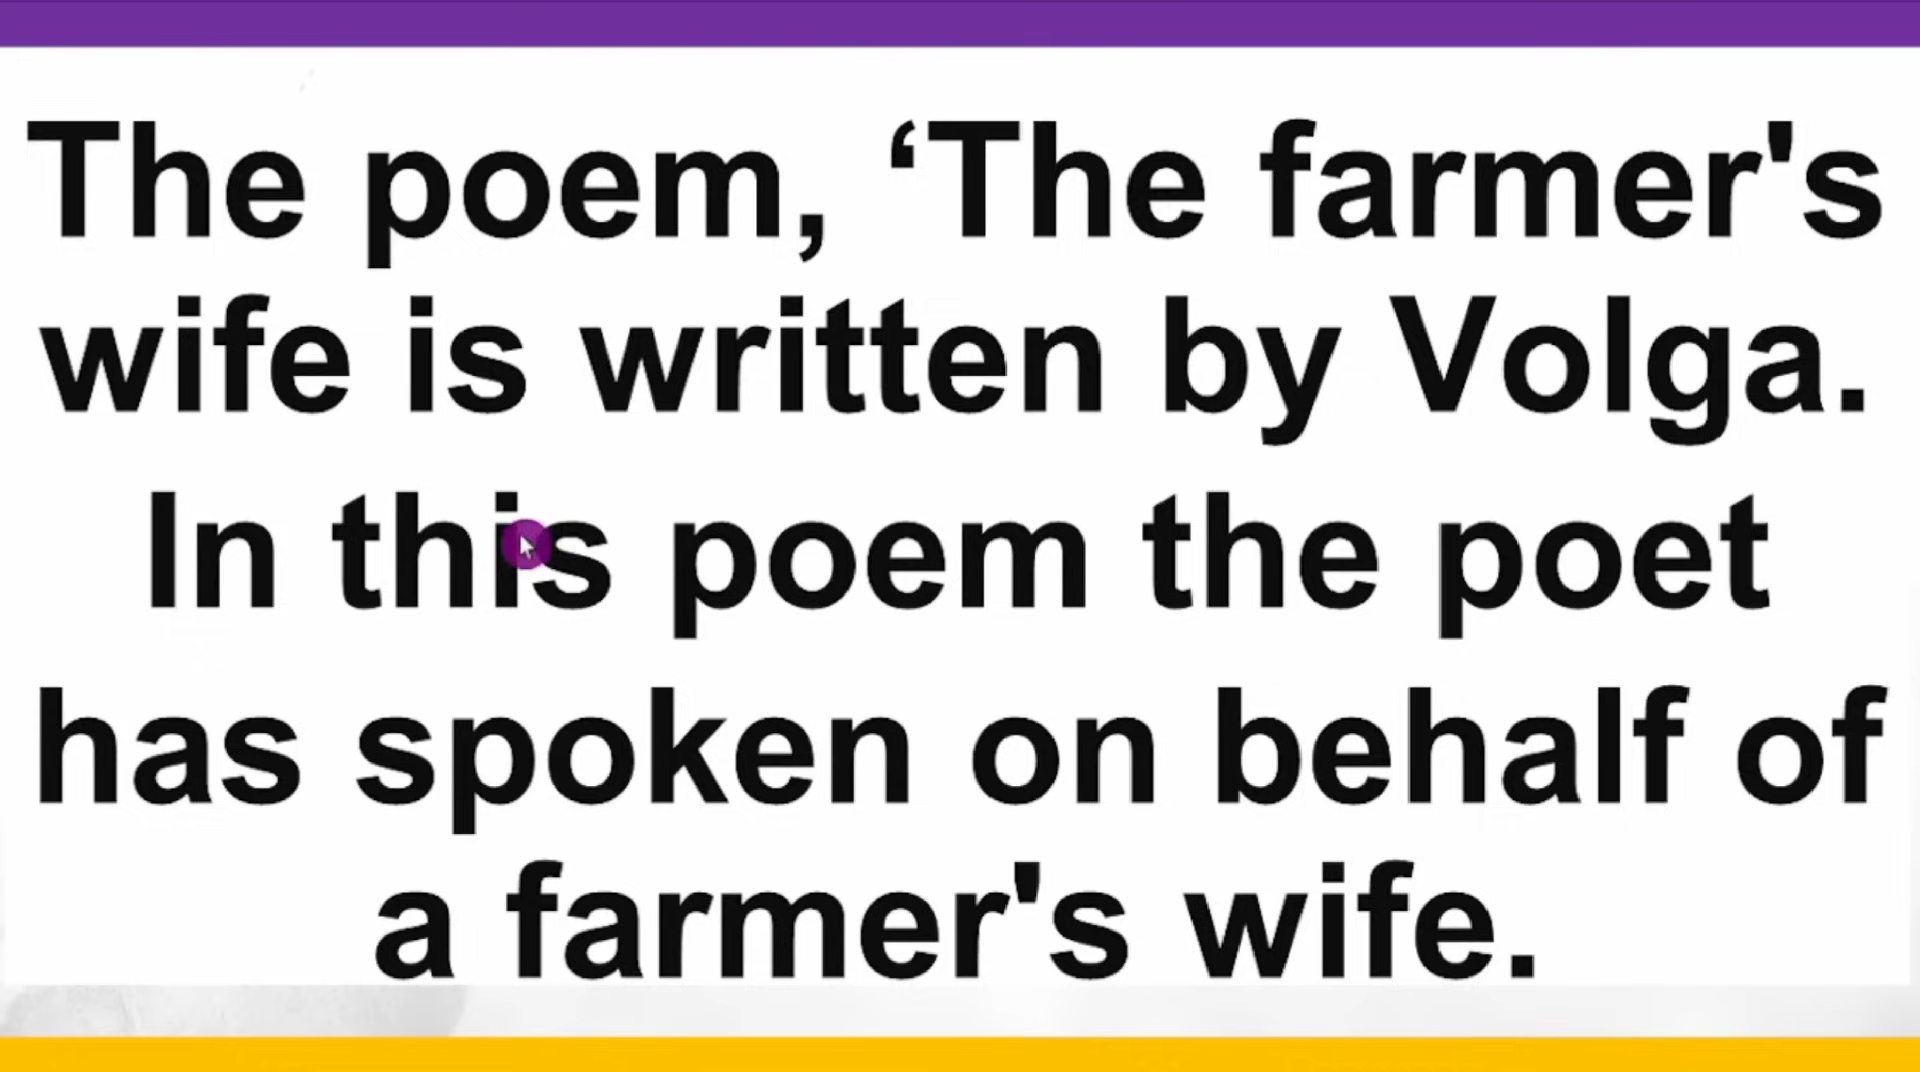 The poem, ‘The farmer's
wife is written by Volga.
In this poem the poet
has spoken on behalf of
a farmer's wife.